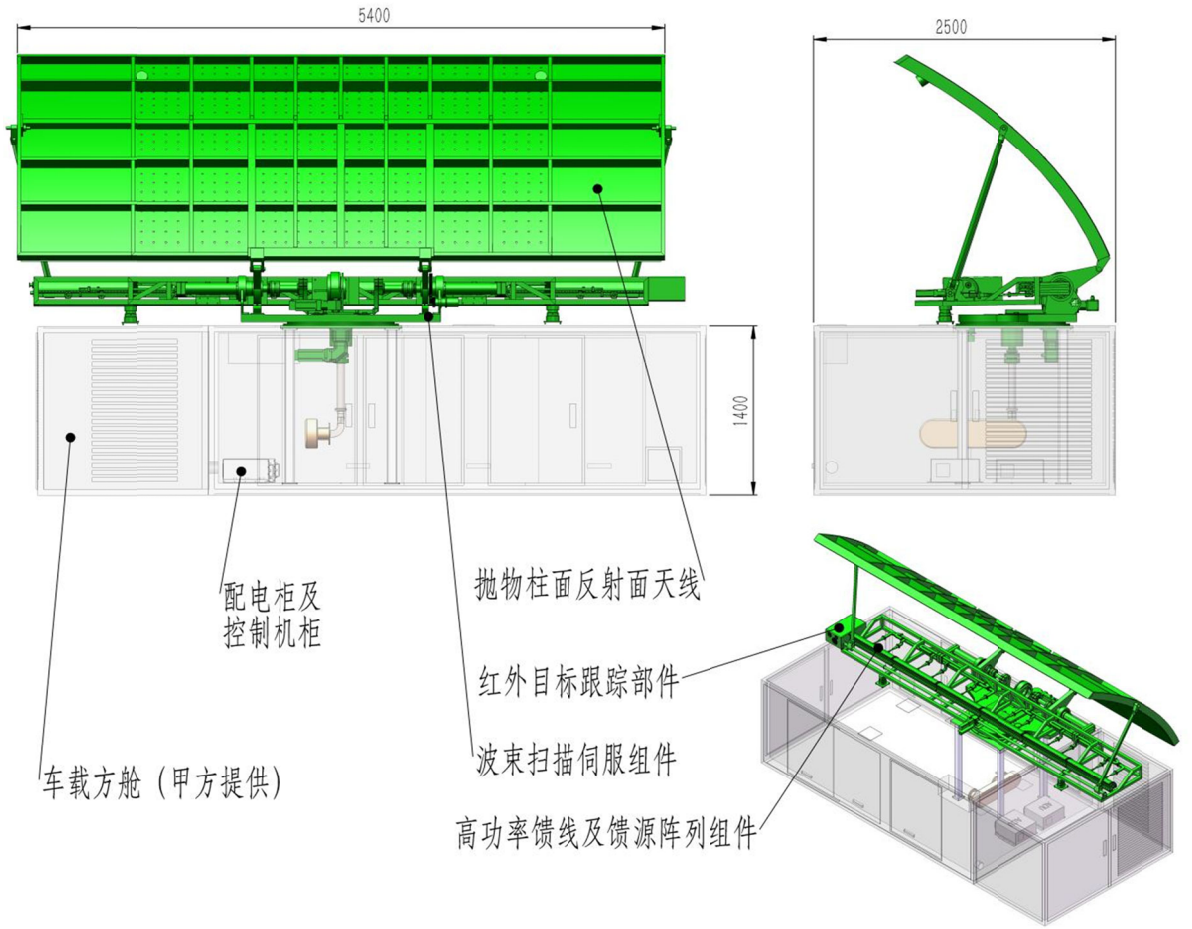 5400
2500
1400
配电柜及
控制机柜
抛物柱面反射面天线
红外目标跟踪部件
波束扫描伺服组件
车载方舱（甲方提供）
高功率馈线及馈源阵列组件